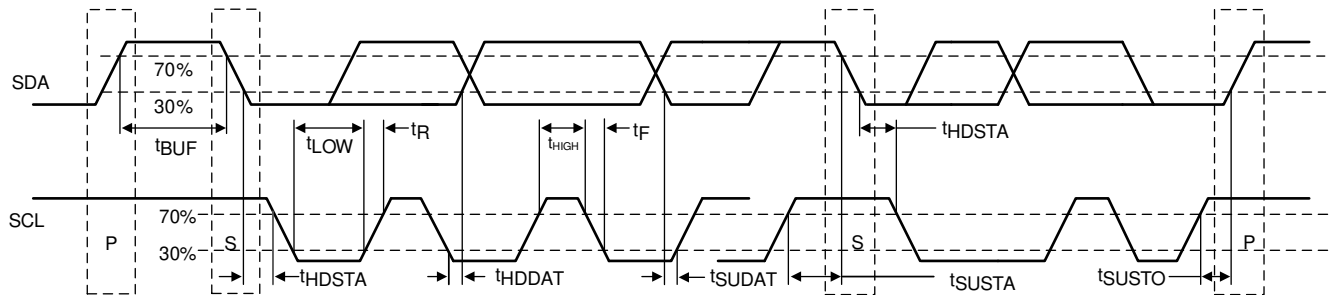 SDA
70%
30%
tBUF
tLOW
tR
tHIGH
tF
tHDSTA
SCL
70%
30%
P
S
S
P
tHDSTA
tHDDAT
tSUDAT
tSUSTA
tSUSTO